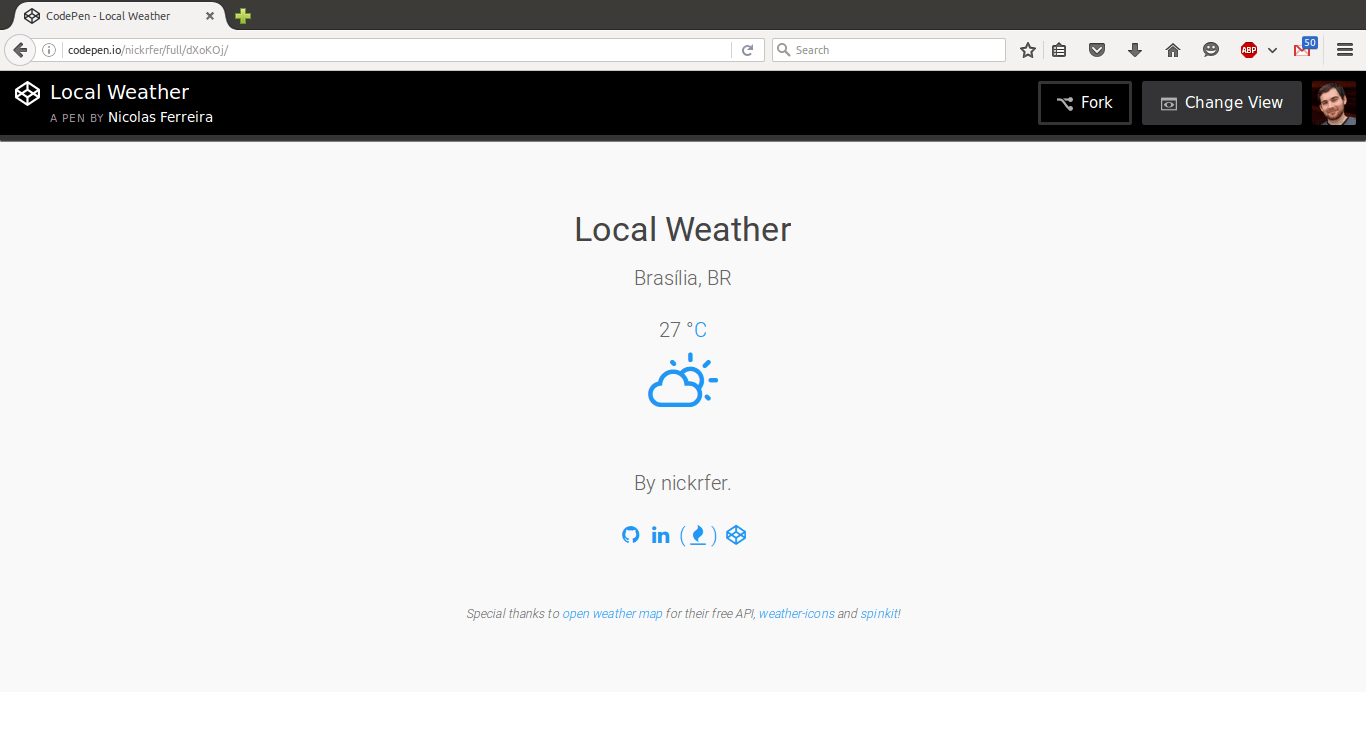 CodePen - Local Weather
codepen.io/nickrfer/full/dXoKOj/
Search
ABP
50
Local Weather
A PEN BY Nicolas Ferreira
Fork
Change View
Local Weather
Brasília, BR
27 °C
By nickrfer.
in ( )
Special thanks to open weather map for their free API, weather-icons and spinkit!